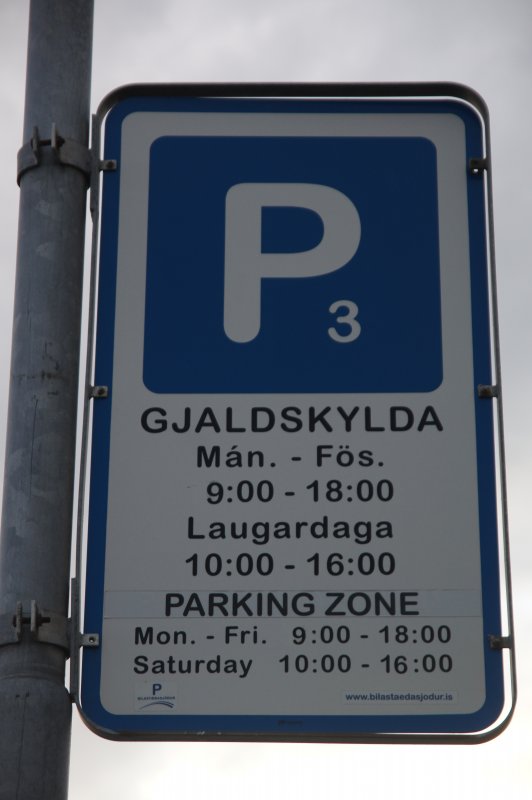 P
3
GJALDSKYLDA
Mán. - Fös.
9:00 - 18:00
Laugardaga
10:00 - 16:00
PARKING ZONE
Mon. - Fri. 9:00 - 18:00
Saturday 10:00 - 16:00
P
BÍLASTÆÐASJÓÐUR
www.bilastaedasjodur.is